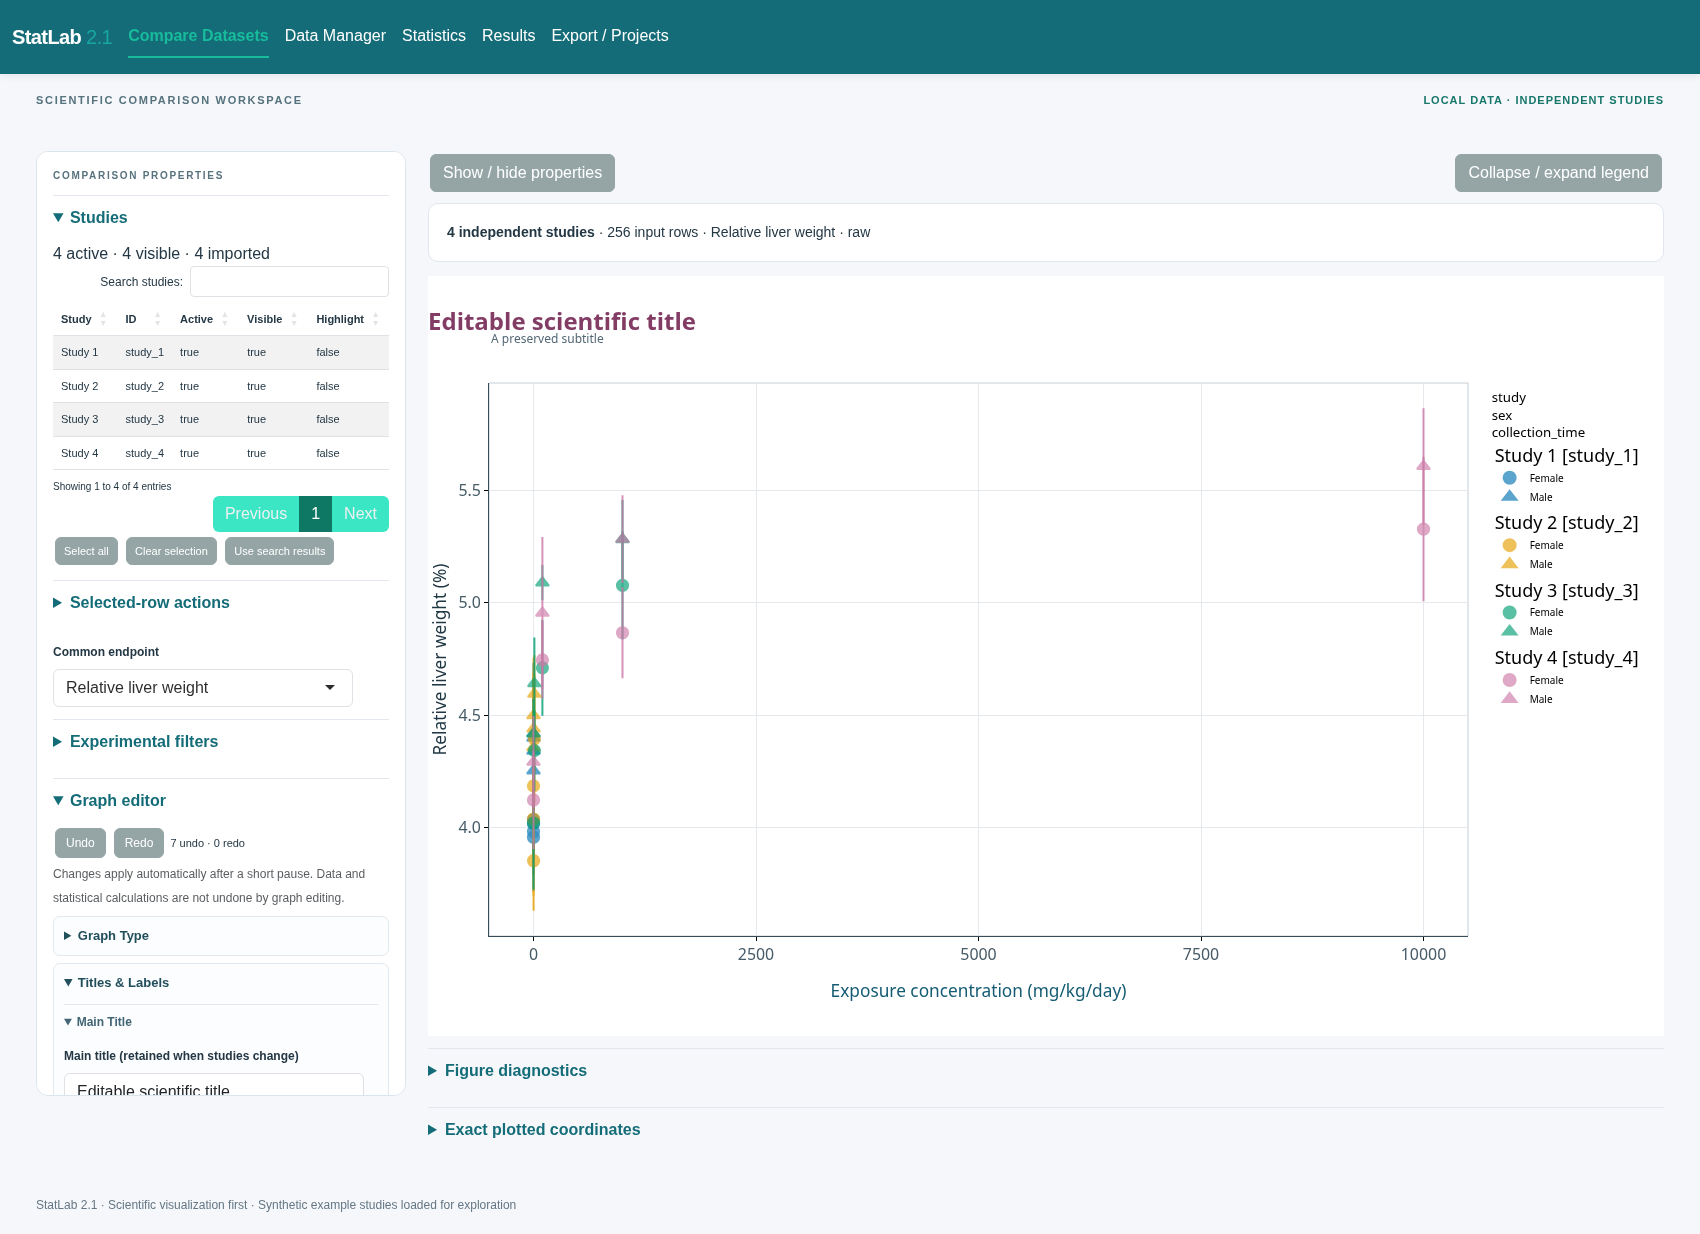 StatLab 2.1 Compare Datasets Data Manager Statistics Results Export / Projects
SCIENTIFIC COMPARISON WORKSPACE
LOCAL DATA · INDEPENDENT STUDIES
COMPARISON PROPERTIES
Studies
4 active · 4 visible · 4 imported
Search studies:
Study ID Active Visible Highlight
Study 1 study_1 true true false
Study 2 study_2 true true false
Study 3 study_3 true true false
Study 4 study_4 true true false
Showing 1 to 4 of 4 entries
Previous 1 Next
Select all Clear selection Use search results
Selected-row actions
Common endpoint
Relative liver weight
Experimental filters
Graph editor
Undo Redo 7 undo · 0 redo
Changes apply automatically after a short pause. Data and
statistical calculations are not undone by graph editing.
Graph Type
Titles & Labels
Main Title
Main title (retained when studies change)
Editable scientific title
Show / hide properties
Collapse / expand legend
4 independent studies · 256 input rows · Relative liver weight · raw
Editable scientific title
A preserved subtitle
Relative liver weight (%)
5.5
5.0
4.5
4.0
0 2500 5000 7500 10000
Exposure concentration (mg/kg/day)
study
sex
collection_time
Study 1 [study_1]
Female
Male
Study 2 [study_2]
Female
Male
Study 3 [study_3]
Female
Male
Study 4 [study_4]
Female
Male
Figure diagnostics
Exact plotted coordinates
StatLab 2.1 · Scientific visualization first · Synthetic example studies loaded for exploration